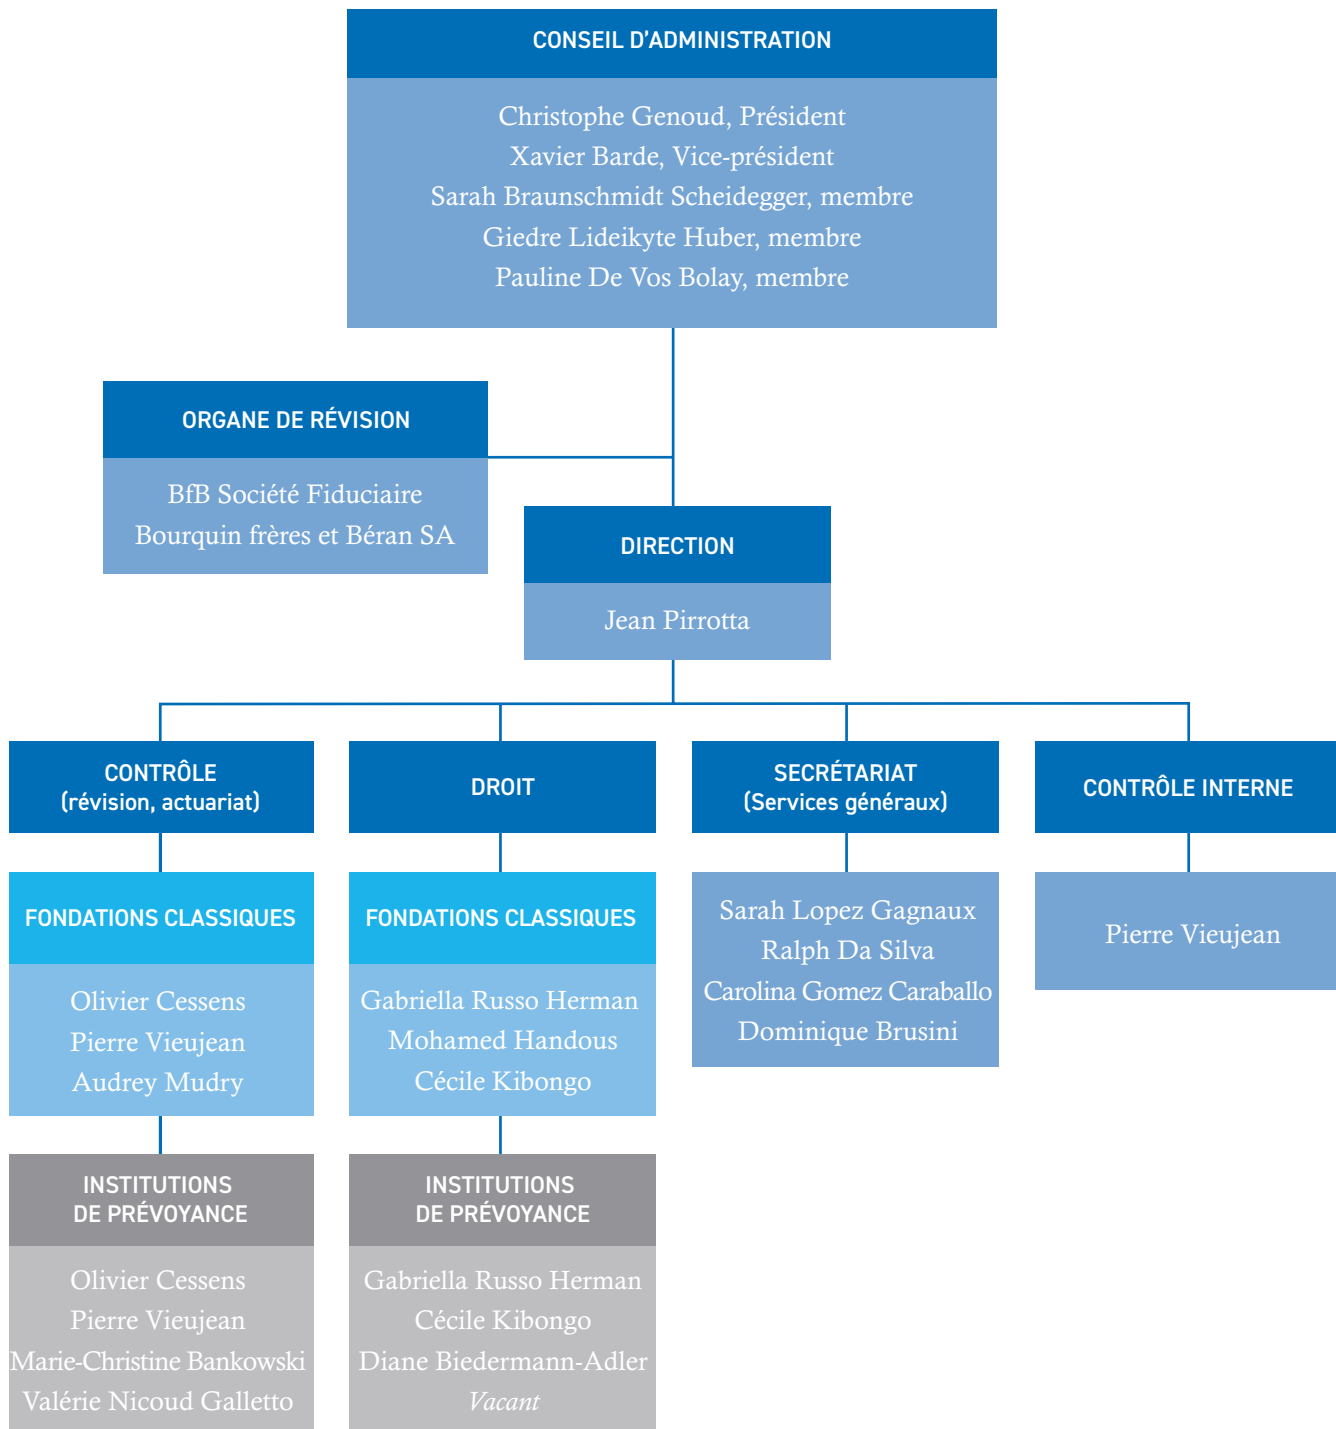 CONSEIL D’ADMINISTRATION
Christophe Genoud, Président
Xavier Barde, Vice-président
Sarah Braunschmidt Scheidegger, membre
Giedre Lideikyte Huber, membre
Pauline De Vos Bolay, membre
ORGANE DE RÉVISION
BfB Société Fiduciaire
Bourquin frères et Béran SA
DIRECTION
Jean Pirrotta
CONTRÔLE
(révision, actuariat)
FONDATIONS CLASSIQUES
Olivier Cessens
Pierre Vieujean
Audrey Mudry
INSTITUTIONS
DE PRÉVOYANCE
Olivier Cessens
Pierre Vieujean
Marie-Christine Bankowski
Valérie Nicoud Galletto
DROIT
FONDATIONS CLASSIQUES
Gabriella Russo Herman
Mohamed Handous
Cécile Kibongo
INSTITUTIONS
DE PRÉVOYANCE
Gabriella Russo Herman
Cécile Kibongo
Diane Biedermann-Adler
Vacant
SECRÉTARIAT
(Services généraux)
Sarah Lopez Gagnaux
Ralph Da Silva
Carolina Gomez Caraballo
Dominique Brusini
CONTRÔLE INTERNE
Pierre Vieujean